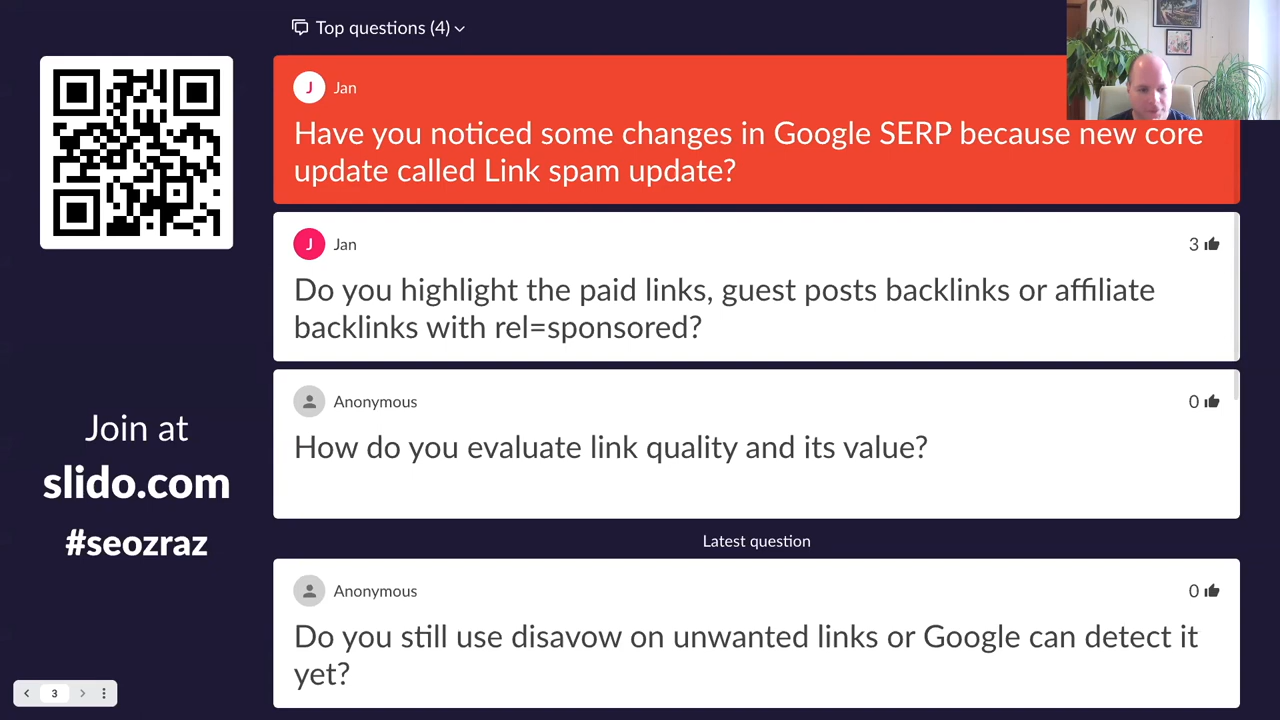 Top questions (4)
J Jan
Have you noticed some changes in Google SERP because new core
update called Link spam update?
J Jan 3
Do you highlight the paid links, guest posts backlinks or affiliate
backlinks with rel=sponsored?
Anonymous 0
How do you evaluate link quality and its value?
Latest question
Anonymous 0
Do you still use disavow on unwanted links or Google can detect it
yet?
Join at
slido.com
#seozraz
3